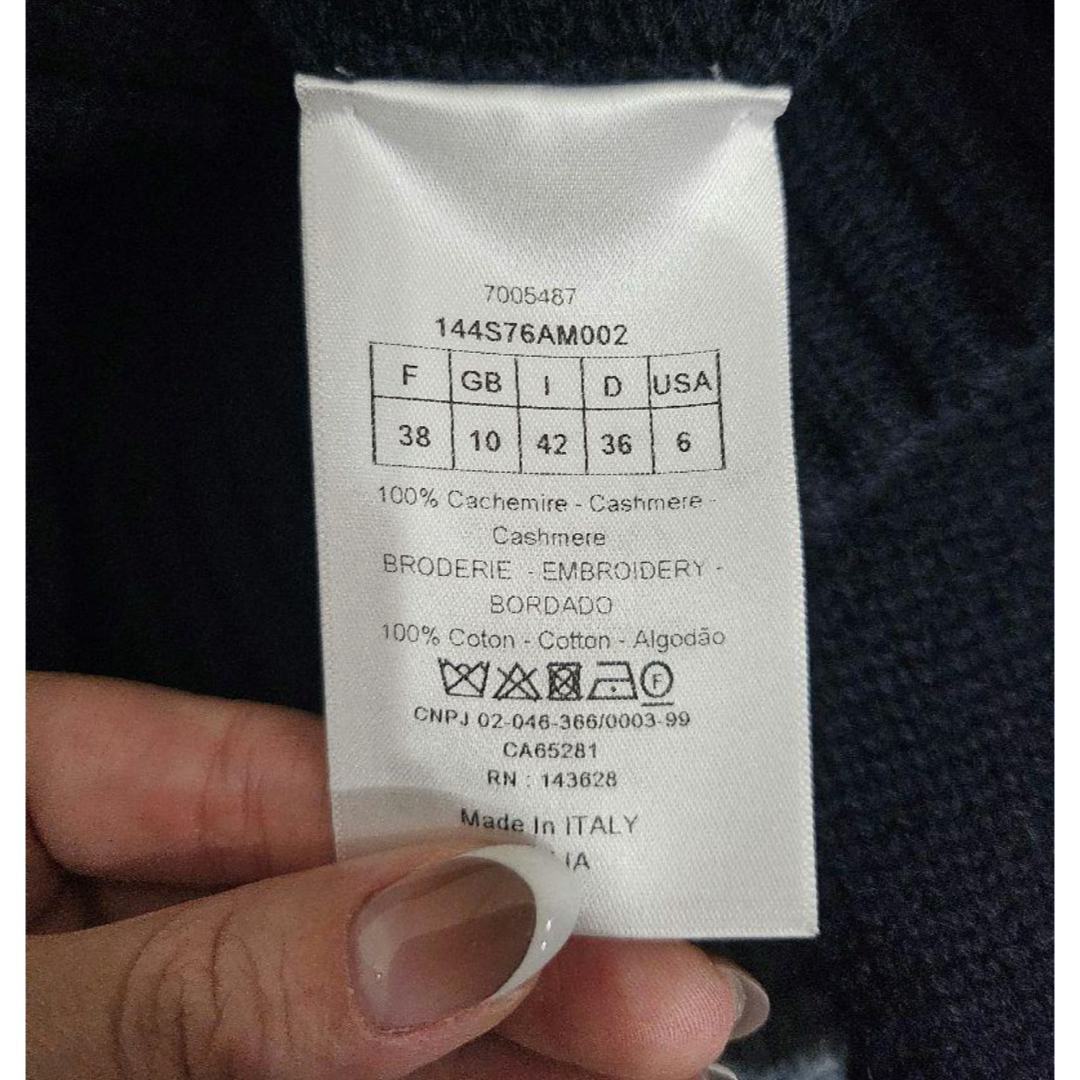 7005487
144S76AM002
F GB I D USA
38 10 42 36 6
100% Cachemire - Cashmere -
Cashmere
BRODERIE - EMBROIDERY -
BORDADO
100% Coton - Cotton - Algodão
F
CNPJ 02-046-366/0003-99
CA65281
RN : 143628
Made In ITALY